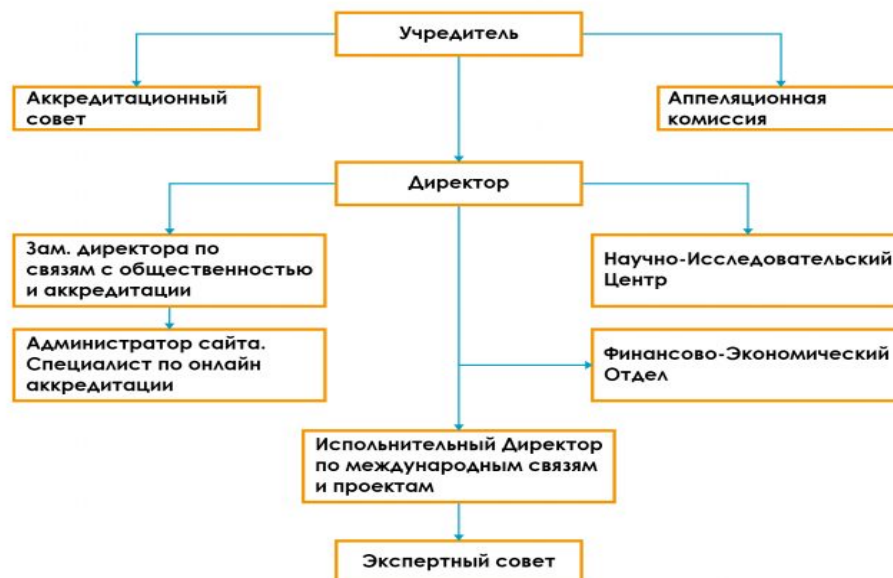 Учредитель
Аккредитационный
совет
Аппеляционная
комиссия
Директор
Зам. директора по
связям с общественностью
и аккредитации
Научно-Исследовательский
Центр
Администратор сайта.
Специалист по онлайн
аккредитации
Финансово-Экономический
Отдел
Испольнительный Директор
по международным связям
и проектам
Экспертный совет